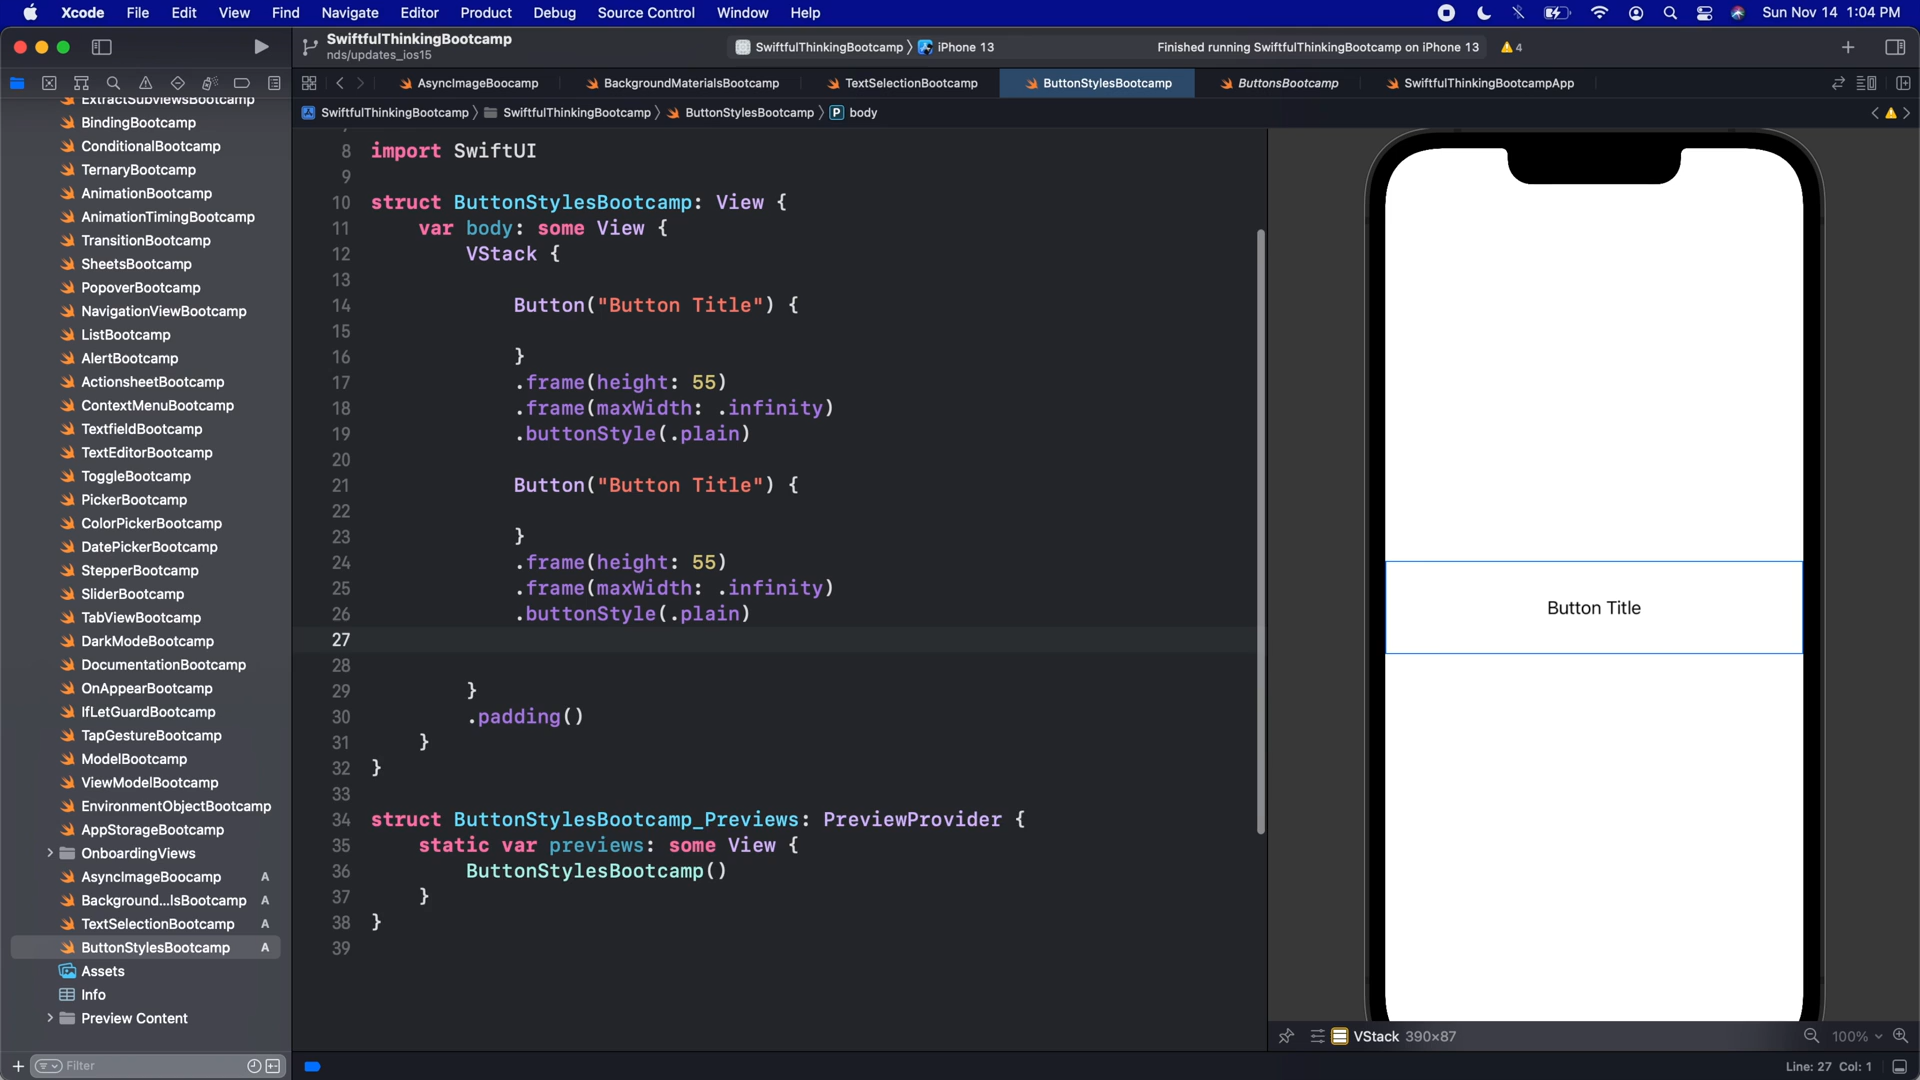 Xcode File Edit View Find Navigate Editor Product Debug Source Control Window Help Sun Nov 14 1:04 PM
SwiftfulThinkingBootcamp
nds/updates_ios15
SwiftfulThinkingBootcamp iPhone 13 Finished running SwiftfulThinkingBootcamp on iPhone 13 4
AsyncImageBoocamp BackgroundMaterialsBootcamp TextSelectionBootcamp ButtonStylesBootcamp ButtonsBootcamp SwiftfulThinkingBootcampApp
SwiftfulThinkingBootcamp SwiftfulThinkingBootcamp ButtonStylesBootcamp P body
ExtractSubviewsBootcamp
BindingBootcamp
ConditionalBootcamp
TernaryBootcamp
AnimationBootcamp
AnimationTimingBootcamp
TransitionBootcamp
SheetsBootcamp
PopoverBootcamp
NavigationViewBootcamp
ListBootcamp
AlertBootcamp
ActionsheetBootcamp
ContextMenuBootcamp
TextfieldBootcamp
TextEditorBootcamp
ToggleBootcamp
PickerBootcamp
ColorPickerBootcamp
DatePickerBootcamp
StepperBootcamp
SliderBootcamp
TabViewBootcamp
DarkModeBootcamp
DocumentationBootcamp
OnAppearBootcamp
IfLetGuardBootcamp
TapGestureBootcamp
ModelBootcamp
ViewModelBootcamp
EnvironmentObjectBootcamp
AppStorageBootcamp
OnboardingViews
AsyncImageBoocamp A
Background...lsBootcamp A
TextSelectionBootcamp A
ButtonStylesBootcamp A
Assets
Info
Preview Content
Filter
8 import SwiftUI
9
10 struct ButtonStylesBootcamp: View {
11 var body: some View {
12 VStack {
13
14 Button("Button Title") {
15
16 }
17 .frame(height: 55)
18 .frame(maxWidth: .infinity)
19 .buttonStyle(.plain)
20
21 Button("Button Title") {
22
23 }
24 .frame(height: 55)
25 .frame(maxWidth: .infinity)
26 .buttonStyle(.plain)
27
28
29 }
30 .padding()
31 }
32 }
33
34 struct ButtonStylesBootcamp_Previews: PreviewProvider {
35 static var previews: some View {
36 ButtonStylesBootcamp()
37 }
38 }
39
Button Title
VStack 390×87 100%
Line: 27 Col: 1